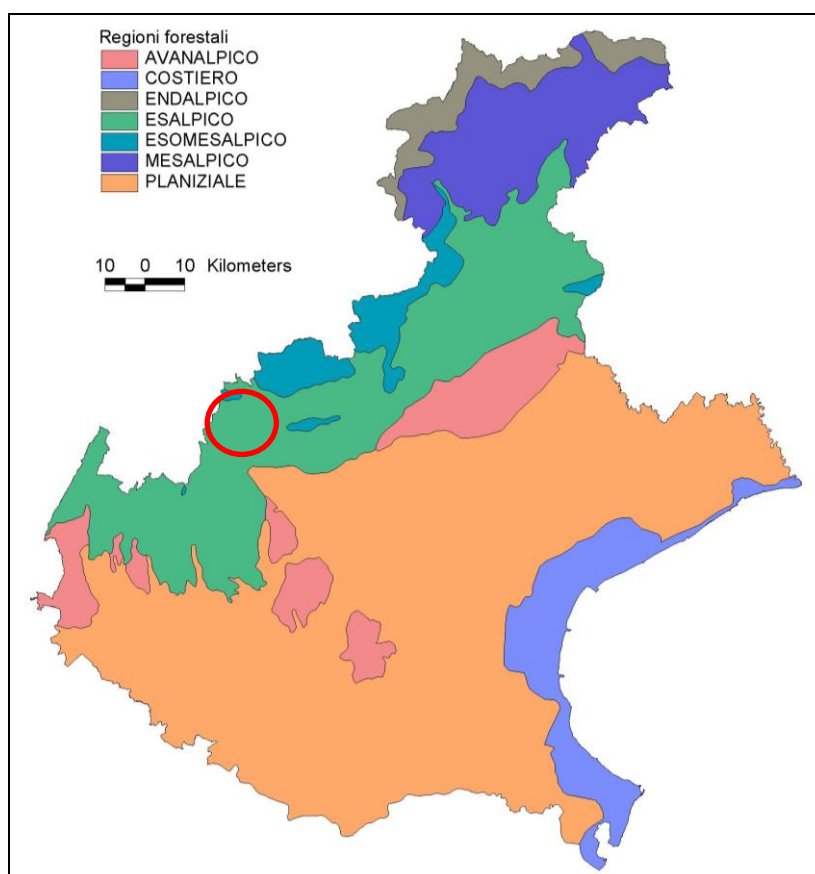 Regioni forestali
AVANALPICO
COSTIERO
ENDALPICO
ESALPICO
ESOMESALPICO
MESALPICO
PLANIZIALE
10 0 10 Kilometers